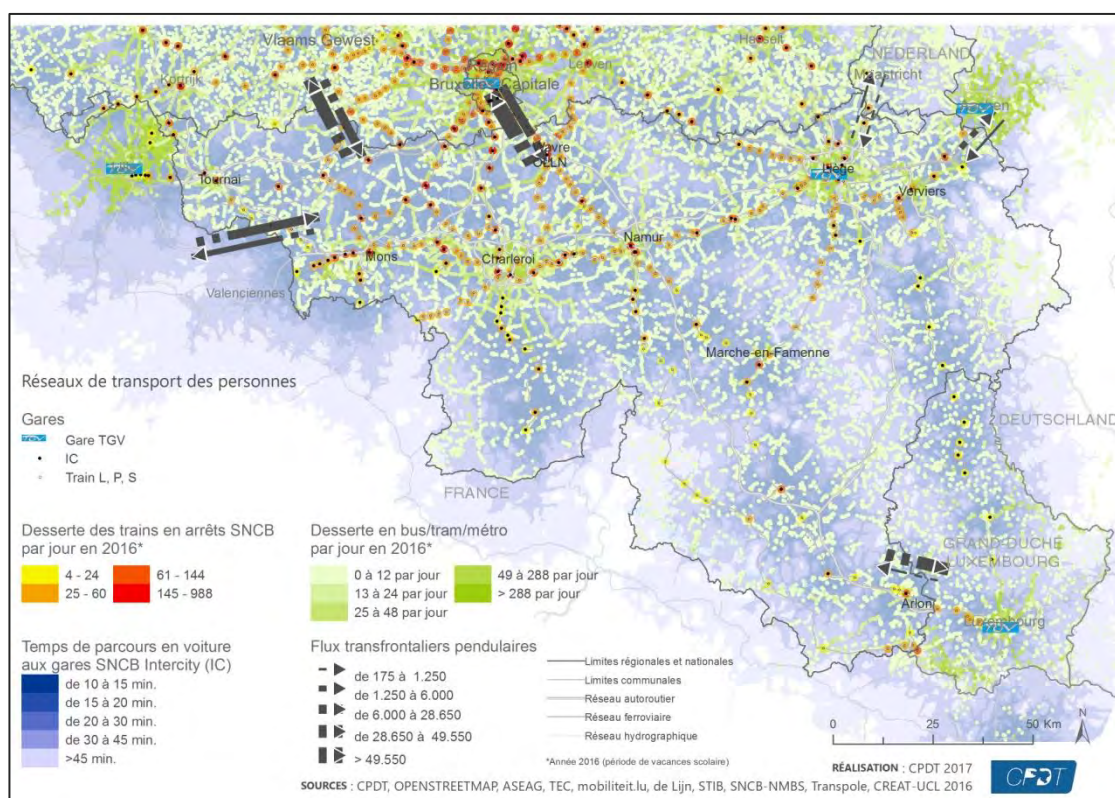 Vlaams Gewest
Hasselt
NEDERLAND
Kortrijk
Leuven
Région
Bruxelles Capitale
Maastricht
TGV
TGV
Wavre
OLLN
TGV
Tournai
Liège
TGV
Verviers
Namur
Mons
Charleroi
Valenciennes
Marche-en-Famenne
Réseaux de transport des personnes
Gares
TGV Gare TGV
IC
Train L, P, S
DEUTSCHLAND
FRANCE
Desserte des trains en arrêts SNCB
par jour en 2016*
4 - 24
25 - 60
61 - 144
145 - 988
Desserte en bus/tram/métro
par jour en 2016*
0 à 12 par jour
13 à 24 par jour
25 à 48 par jour
49 à 288 par jour
> 288 par jour
GRAND-DUCHÉ
LUXEMBOURG
Arlon
Luxembourg
TGV
Temps de parcours en voiture
aux gares SNCB Intercity (IC)
de 10 à 15 min.
de 15 à 20 min.
de 20 à 30 min.
de 30 à 45 min.
>45 min.
Flux transfrontaliers pendulaires
de 175 à 1.250
de 1.250 à 6.000
de 6.000 à 28.650
de 28.650 à 49.550
> 49.550
Limites régionales et nationales
Limites communales
Réseau autoroutier
Réseau ferroviaire
Réseau hydrographique
*Année 2016 (période de vacances scolaire)
0 25 50 Km
N
RÉALISATION : CPDT 2017
CPDT
SOURCES : CPDT, OPENSTREETMAP, ASEAG, TEC, mobiliteit.lu, de Lijn, STIB, SNCB-NMBS, Transpole, CREAT-UCL 2016